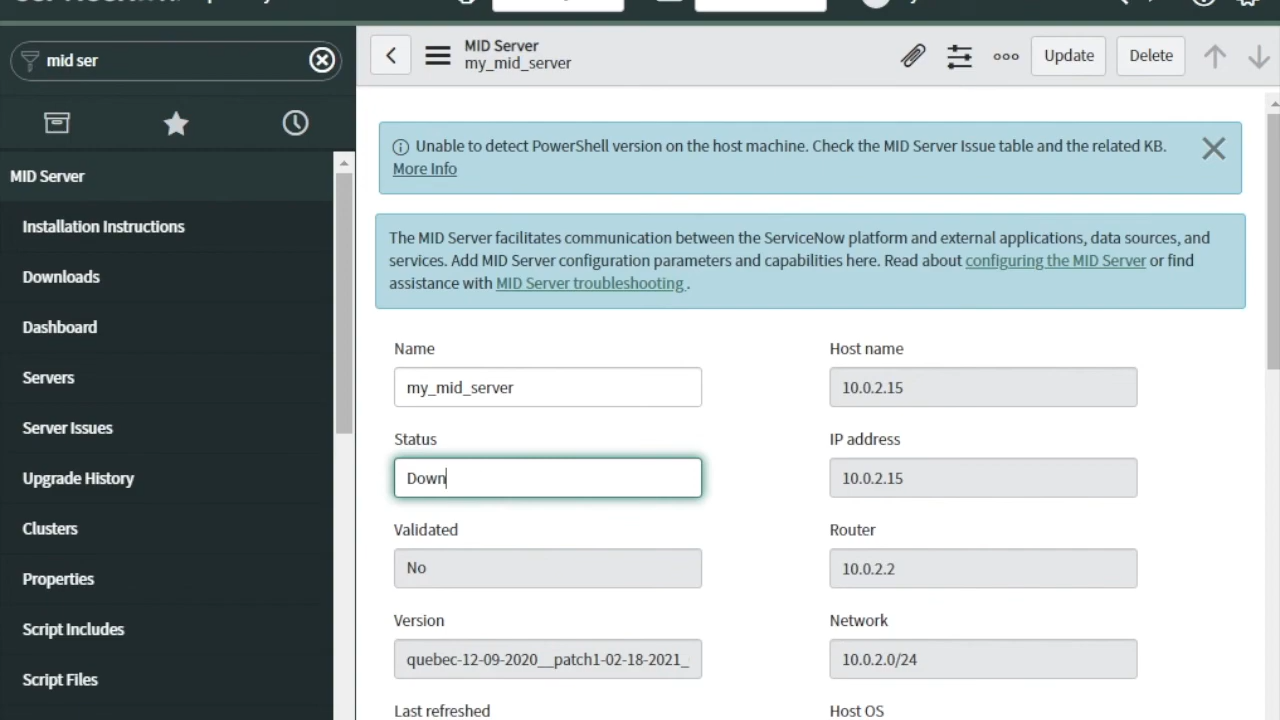 mid ser
MID Server
Installation Instructions
Downloads
Dashboard
Servers
Server Issues
Upgrade History
Clusters
Properties
Script Includes
Script Files
MID Server
my_mid_server
Update
Delete
Unable to detect PowerShell version on the host machine. Check the MID Server Issue table and the related KB.
More Info
The MID Server facilitates communication between the ServiceNow platform and external applications, data sources, and
services. Add MID Server configuration parameters and capabilities here. Read about configuring the MID Server or find
assistance with MID Server troubleshooting .
Name
my_mid_server
Host name
10.0.2.15
Status
Down
IP address
10.0.2.15
Validated
No
Router
10.0.2.2
Version
quebec-12-09-2020__patch1-02-18-2021_
Network
10.0.2.0/24
Last refreshed
Host OS